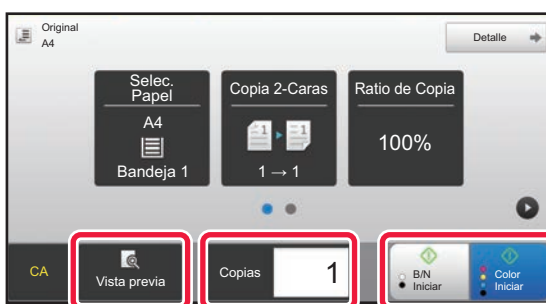 Original
A4
Detalle
Selec.
Papel
A4
Bandeja 1
Copia 2-Caras
1 → 1
Ratio de Copia
100%
CA
Vista previa
Copias
1
B/N
Iniciar
Color
Iniciar